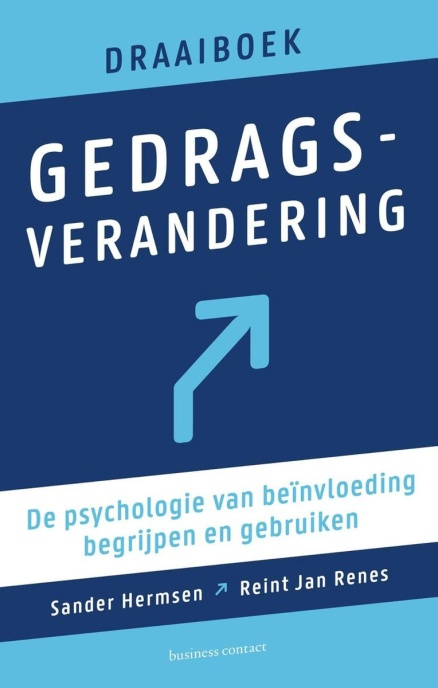 DRAAIBOEK
GEDRAGS-
VERANDERING
De psychologie van beïnvloeding
begrijpen en gebruiken
Sander Hermsen Reint Jan Renes
business contact